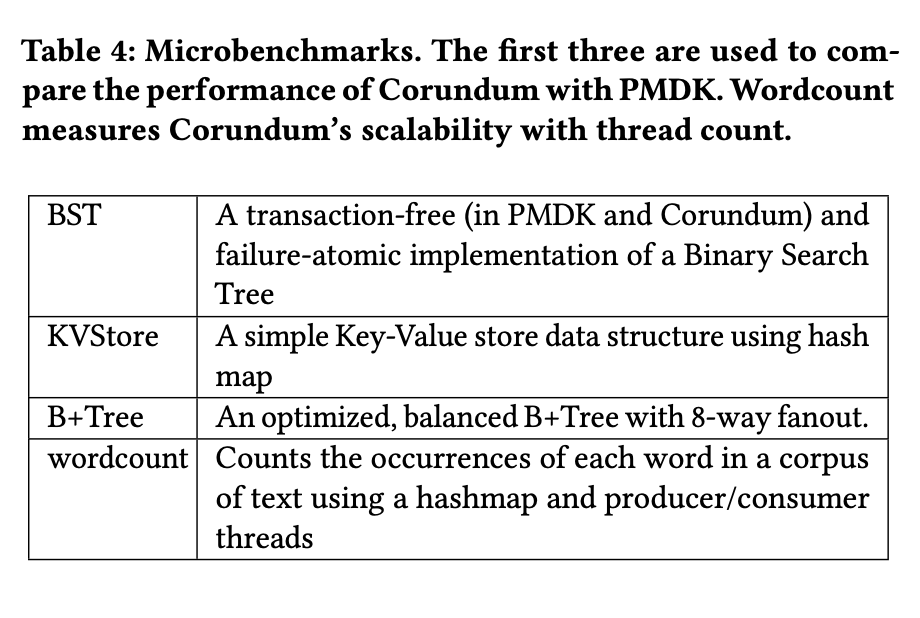 Table 4: Microbenchmarks. The first three are used to com-
pare the performance of Corundum with PMDK. Wordcount
measures Corundum's scalability with thread count.
BST
A transaction-free (in PMDK and Corundum) and
failure-atomic implementation of a Binary Search
Tree
KVStore
A simple Key-Value store data structure using hash
map
B+Tree
An optimized, balanced B+Tree with 8-way fanout.
wordcount
Counts the occurrences of each word in a corpus
of text using a hashmap and producer/consumer
threads